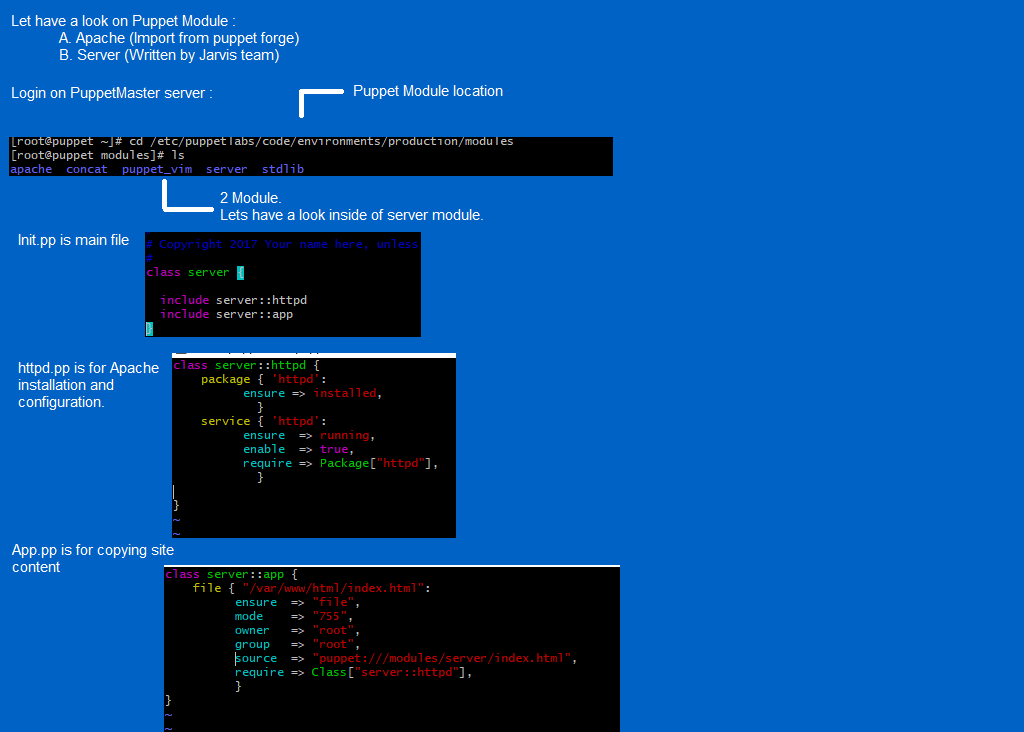 Let have a look on Puppet Module :
A. Apache (Import from puppet forge)
B. Server (Written by Jarvis team)
Login on PuppetMaster server :
Puppet Module location
[root@puppet ~]# cd /etc/puppetlabs/code/environments/production/modules
[root@puppet modules]# ls
apache concat puppet_vim server stdlib
2 Module.
Lets have a look inside of server module.
Init.pp is main file
# Copyright 2017 Your name here, unless
#
class server {
include server::httpd
include server::app
}
httpd.pp is for Apache
installation and
configuration.
class server::httpd {
package { 'httpd':
ensure => installed,
}
service { 'httpd':
ensure => running,
enable => true,
require => Package["httpd"],
}
}
~
~
App.pp is for copying site
content
class server::app {
file { "/var/www/html/index.html":
ensure => "file",
mode => "755",
owner => "root",
group => "root",
source => "puppet:///modules/server/index.html",
require => Class["server::httpd"],
}
}
~
~